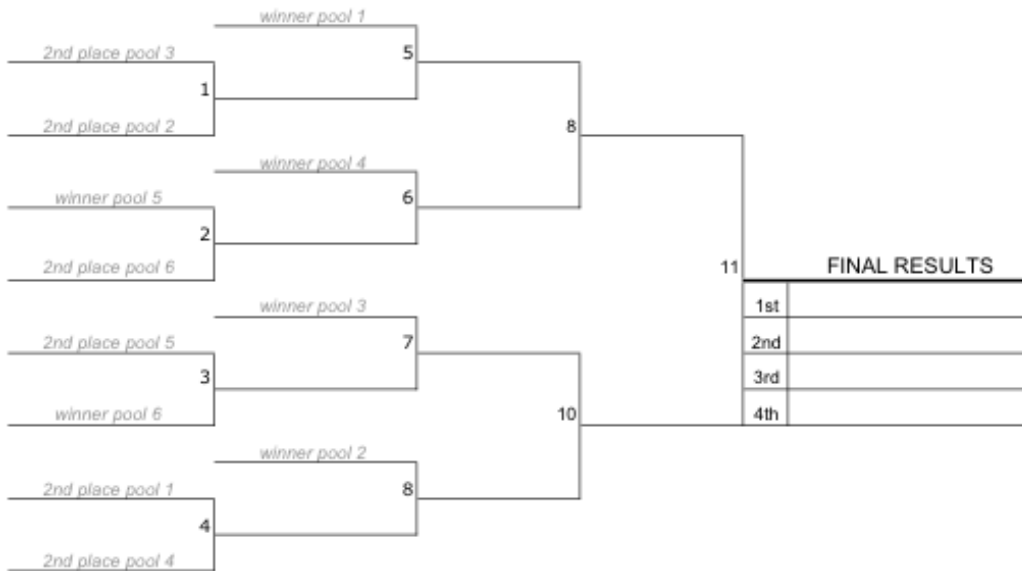 winner pool 1
2nd place pool 3
5
1
2nd place pool 2
8
winner pool 4
winner pool 5
6
2
2nd place pool 6
11
FINAL RESULTS
winner pool 3
1st
2nd place pool 5
7
2nd
3
3rd
winner pool 6
10
4th
winner pool 2
2nd place pool 1
8
4
2nd place pool 4